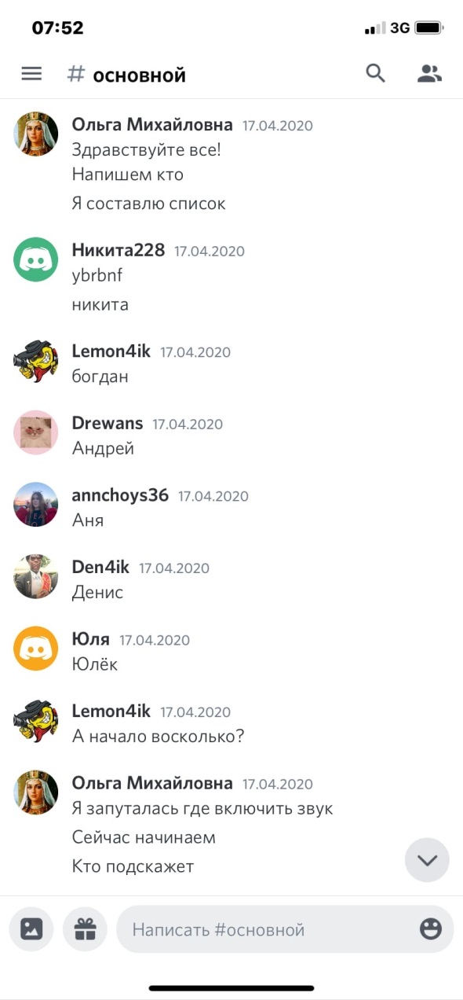 07:52 3G
# основной
Ольга Михайловна 17.04.2020
Здравствуйте все!
Напишем кто
Я составлю список
Никита228 17.04.2020
ybrbnf
никита
Lemon4ik 17.04.2020
богдан
Drewans 17.04.2020
Андрей
annchoys36 17.04.2020
Аня
Den4ik 17.04.2020
Денис
Юля 17.04.2020
Юлёк
Lemon4ik 17.04.2020
А начало восколько?
Ольга Михайловна 17.04.2020
Я запуталась где включить звук
Сейчас начинаем
Кто подскажет
Написать #основной